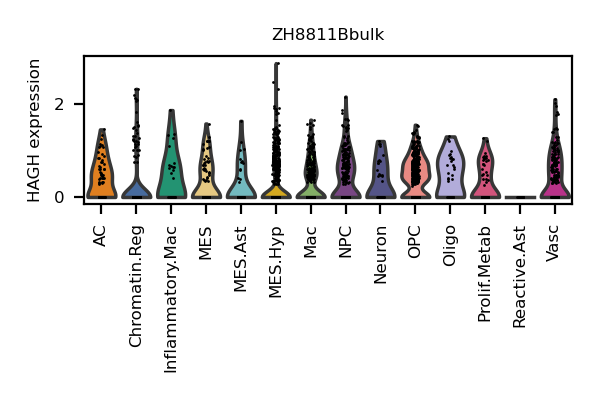 ZH8811Bbulk
HAGH expression
2
0
AC
Chromatin.Reg
Inflammatory.Mac
MES
MES.Ast
MES.Hyp
Mac
NPC
Neuron
OPC
Oligo
Prolif.Metab
Reactive.Ast
Vasc